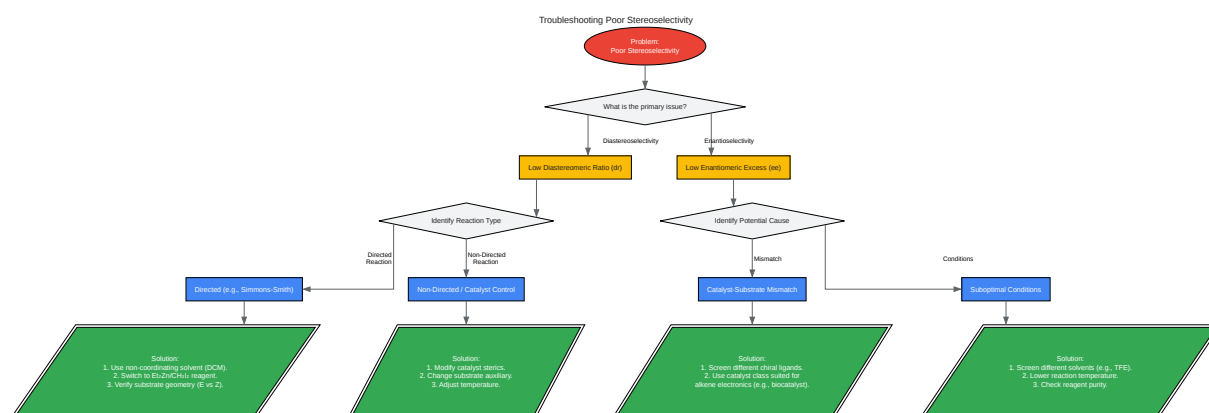 Troubleshooting Poor Stereoselectivity
Problem:
Poor Stereoselectivity
What is the primary issue?
Diastereoselectivity
Enantioselectivity
Low Diastereomeric Ratio (dr)
Low Enantiomeric Excess (ee)
Identify Reaction Type
Identify Potential Cause
Directed
Reaction
Non-Directed
Reaction
Mismatch
Conditions
Directed (e.g., Simmons-Smith)
Non-Directed / Catalyst Control
Catalyst-Substrate Mismatch
Suboptimal Conditions
Solution:
1. Use non-coordinating solvent (DCM).
2. Switch to Et₂Zn/CH₂I₂ reagent.
3. Verify substrate geometry (E vs Z).
Solution:
1. Modify catalyst sterics.
2. Change substrate auxiliary.
3. Adjust temperature.
Solution:
1. Screen different chiral ligands.
2. Use catalyst class suited for
alkene electronics (e.g., biocatalyst).
Solution:
1. Screen different solvents (e.g., TFE).
2. Lower reaction temperature.
3. Check reagent purity.